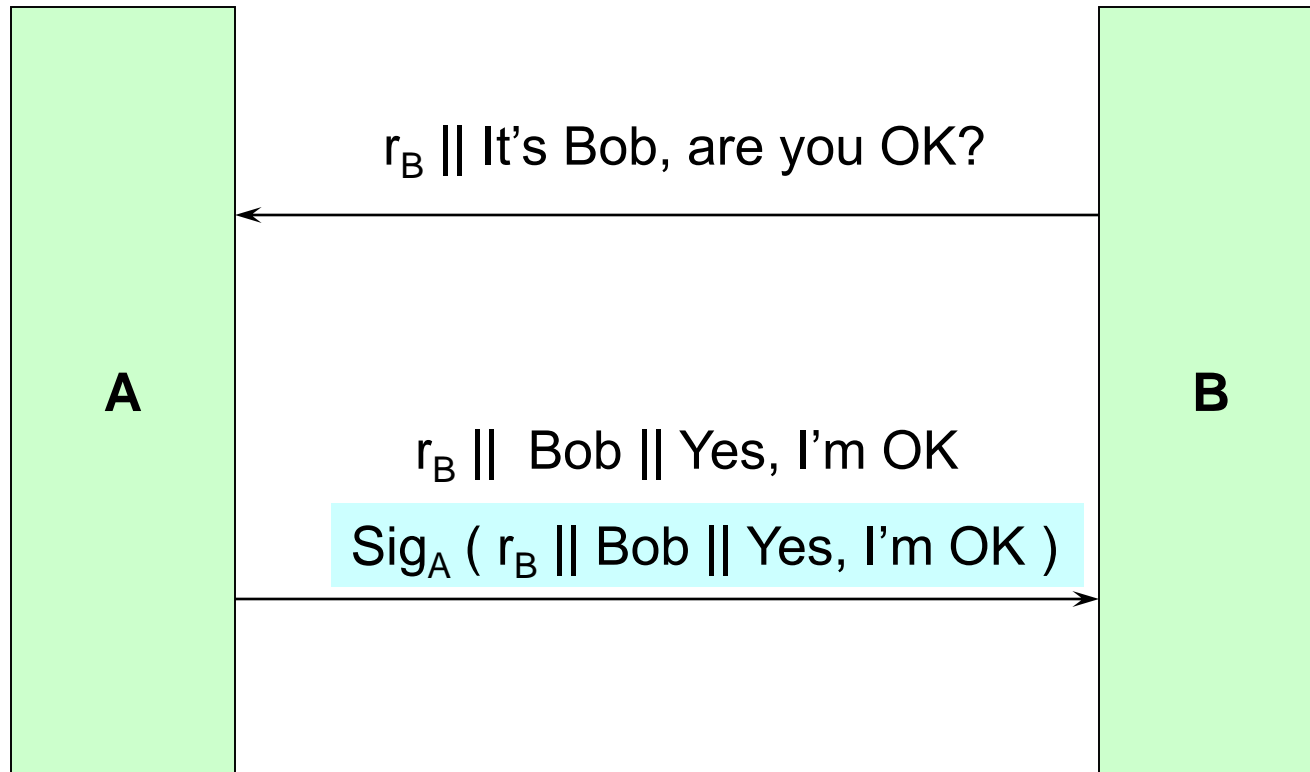 r_B || It’s Bob, are you OK?
A
B
r_B || Bob || Yes, I’m OK
Sig_A ( r_B || Bob || Yes, I’m OK )